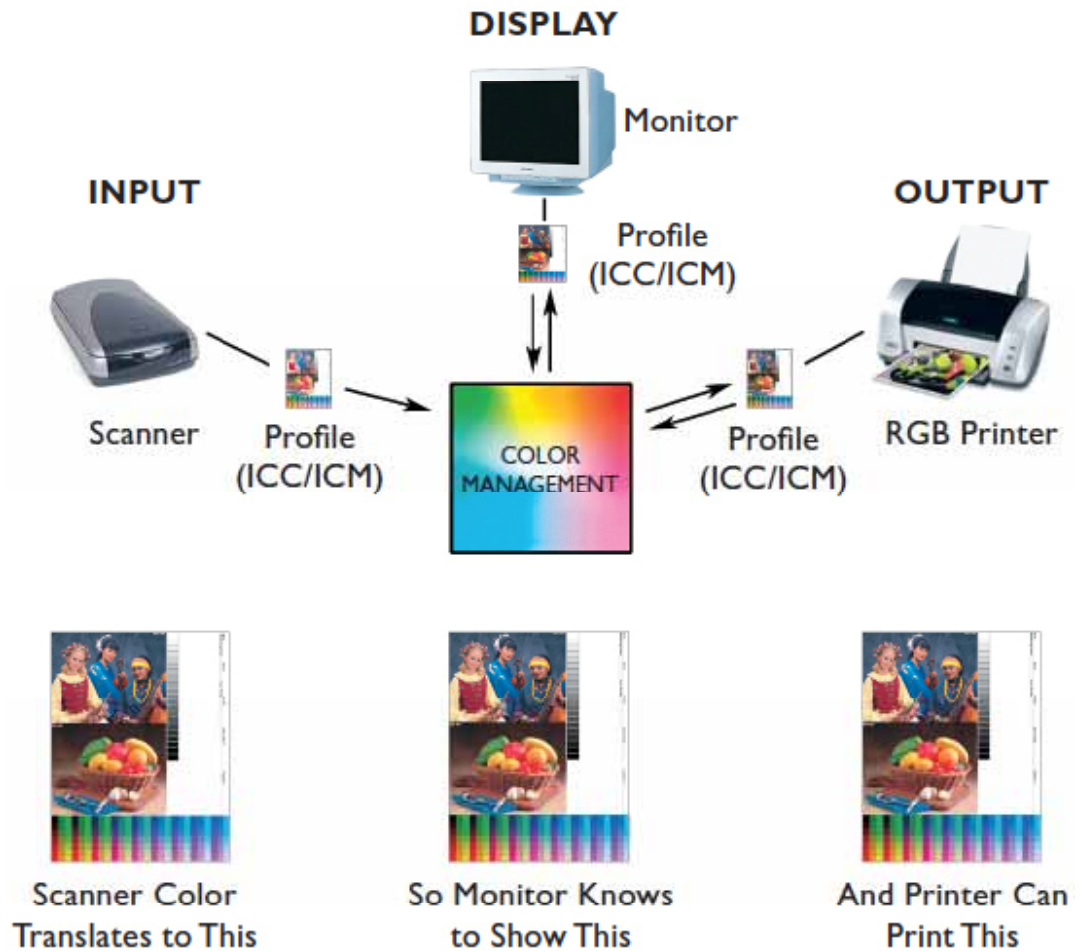 DISPLAY
Monitor
INPUT
OUTPUT
Profile
(ICC/ICM)
Scanner
Profile
(ICC/ICM)
COLOR
MANAGEMENT
Profile
(ICC/ICM)
RGB Printer
Scanner Color
Translates to This
So Monitor Knows
to Show This
And Printer Can
Print This